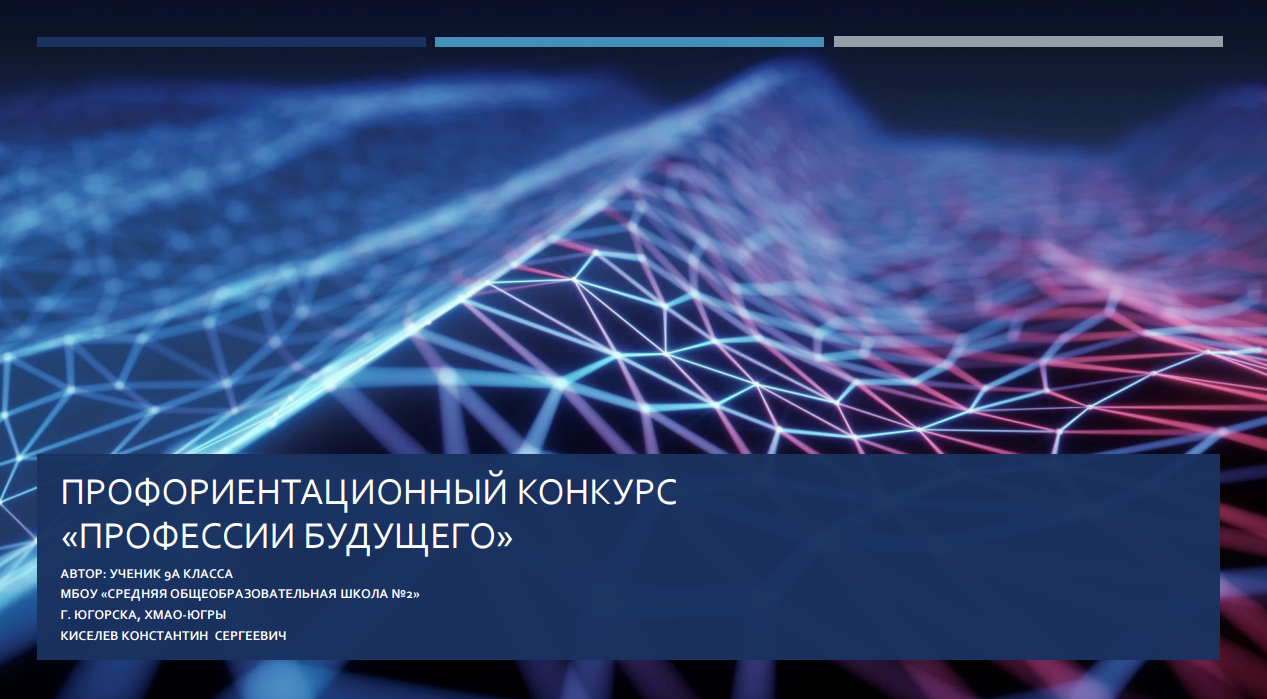 ПРОФОРИЕНТАЦИОННЫЙ КОНКУРС
«ПРОФЕССИИ БУДУЩЕГО»
АВТОР: УЧЕНИК 9А КЛАССА
МБОУ «СРЕДНЯЯ ОБЩЕОБРАЗОВАТЕЛЬНАЯ ШКОЛА №2»
Г. ЮГОРСКА, ХМАО-ЮГРЫ
КИСЕЛЕВ КОНСТАНТИН СЕРГЕЕВИЧ